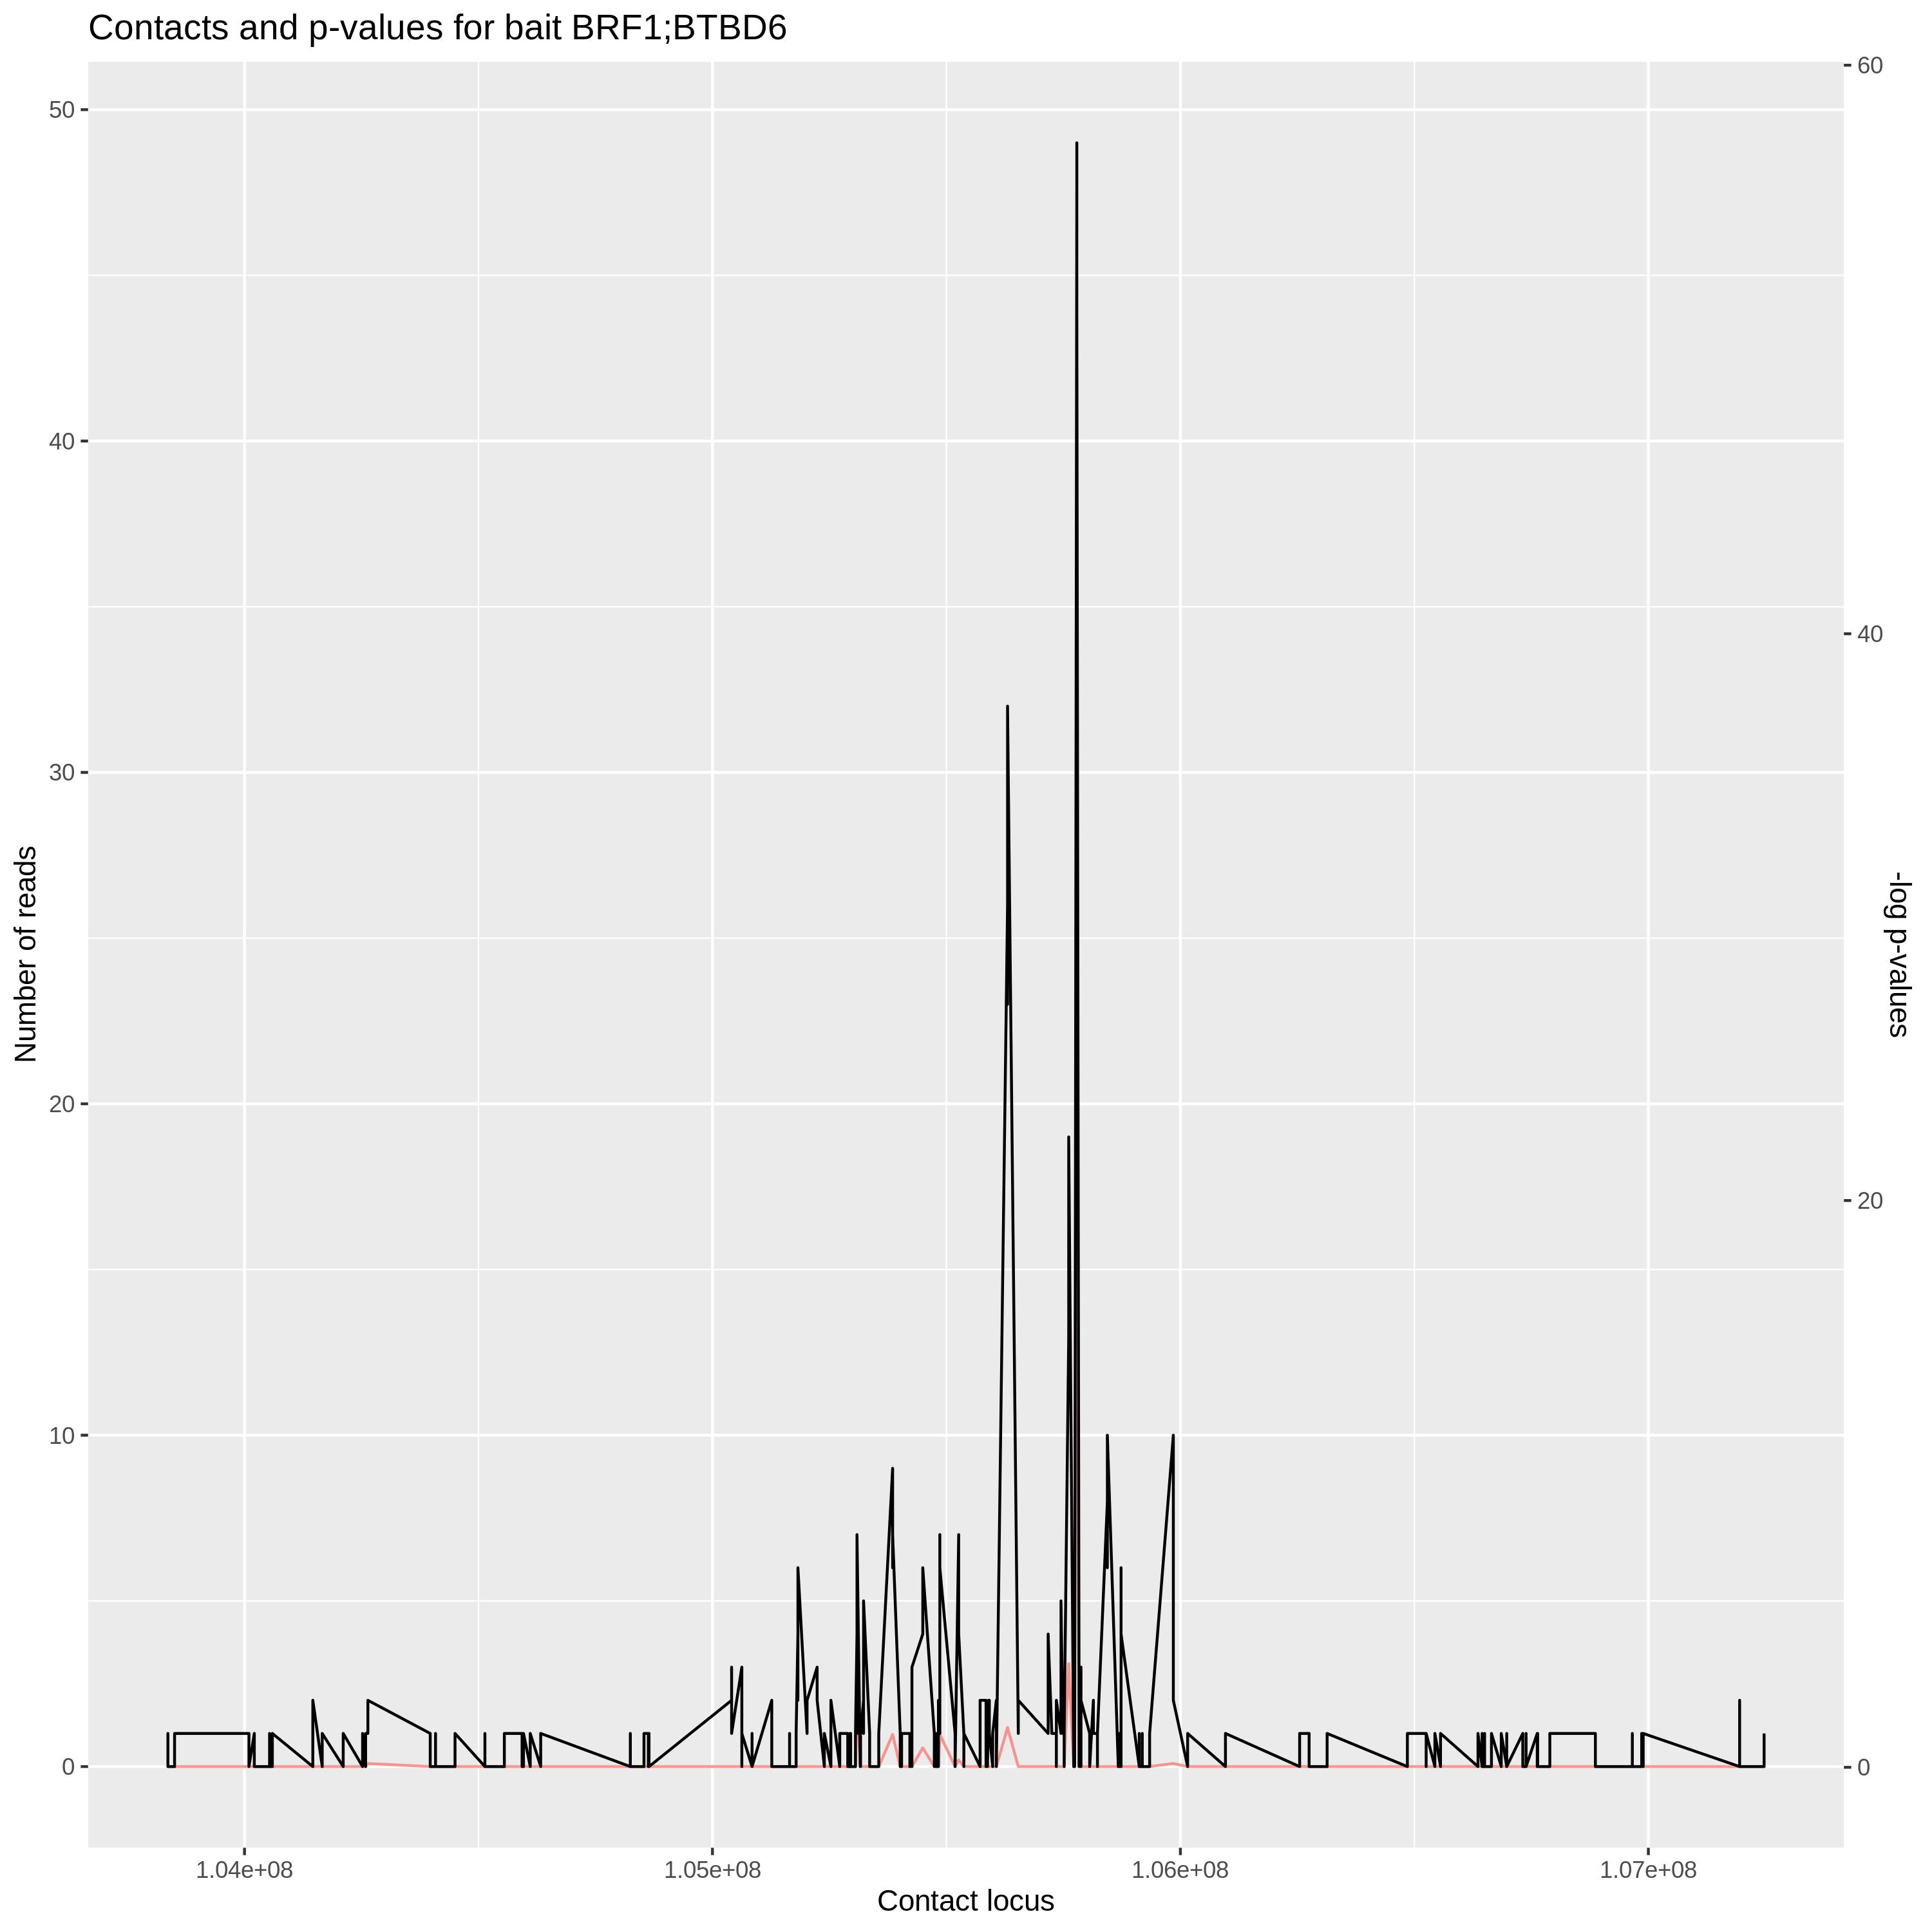 Contacts and p-values for bait BRF1;BTBD6
Number of reads
50
40
30
20
10
0
60
40
20
0
-log p-values
1.04e+08 1.05e+08 1.06e+08 1.07e+08
Contact locus